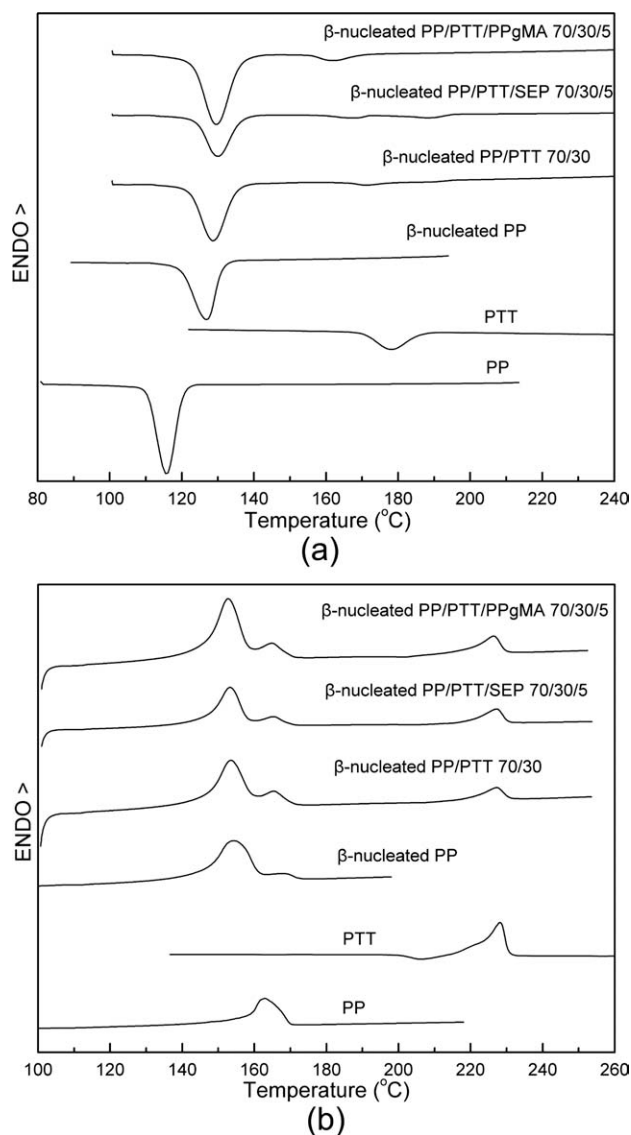 β-nucleated PP/PTT/PPgMA 70/30/5
β-nucleated PP/PTT/SEP 70/30/5
β-nucleated PP/PTT 70/30
β-nucleated PP
PTT
PP
ENDO >
80 100 120 140 160 180 200 220 240
Temperature (°C)
(a)
β-nucleated PP/PTT/PPgMA 70/30/5
β-nucleated PP/PTT/SEP 70/30/5
β-nucleated PP/PTT 70/30
β-nucleated PP
PTT
PP
ENDO >
100 120 140 160 180 200 220 240 260
Temperature (°C)
(b)